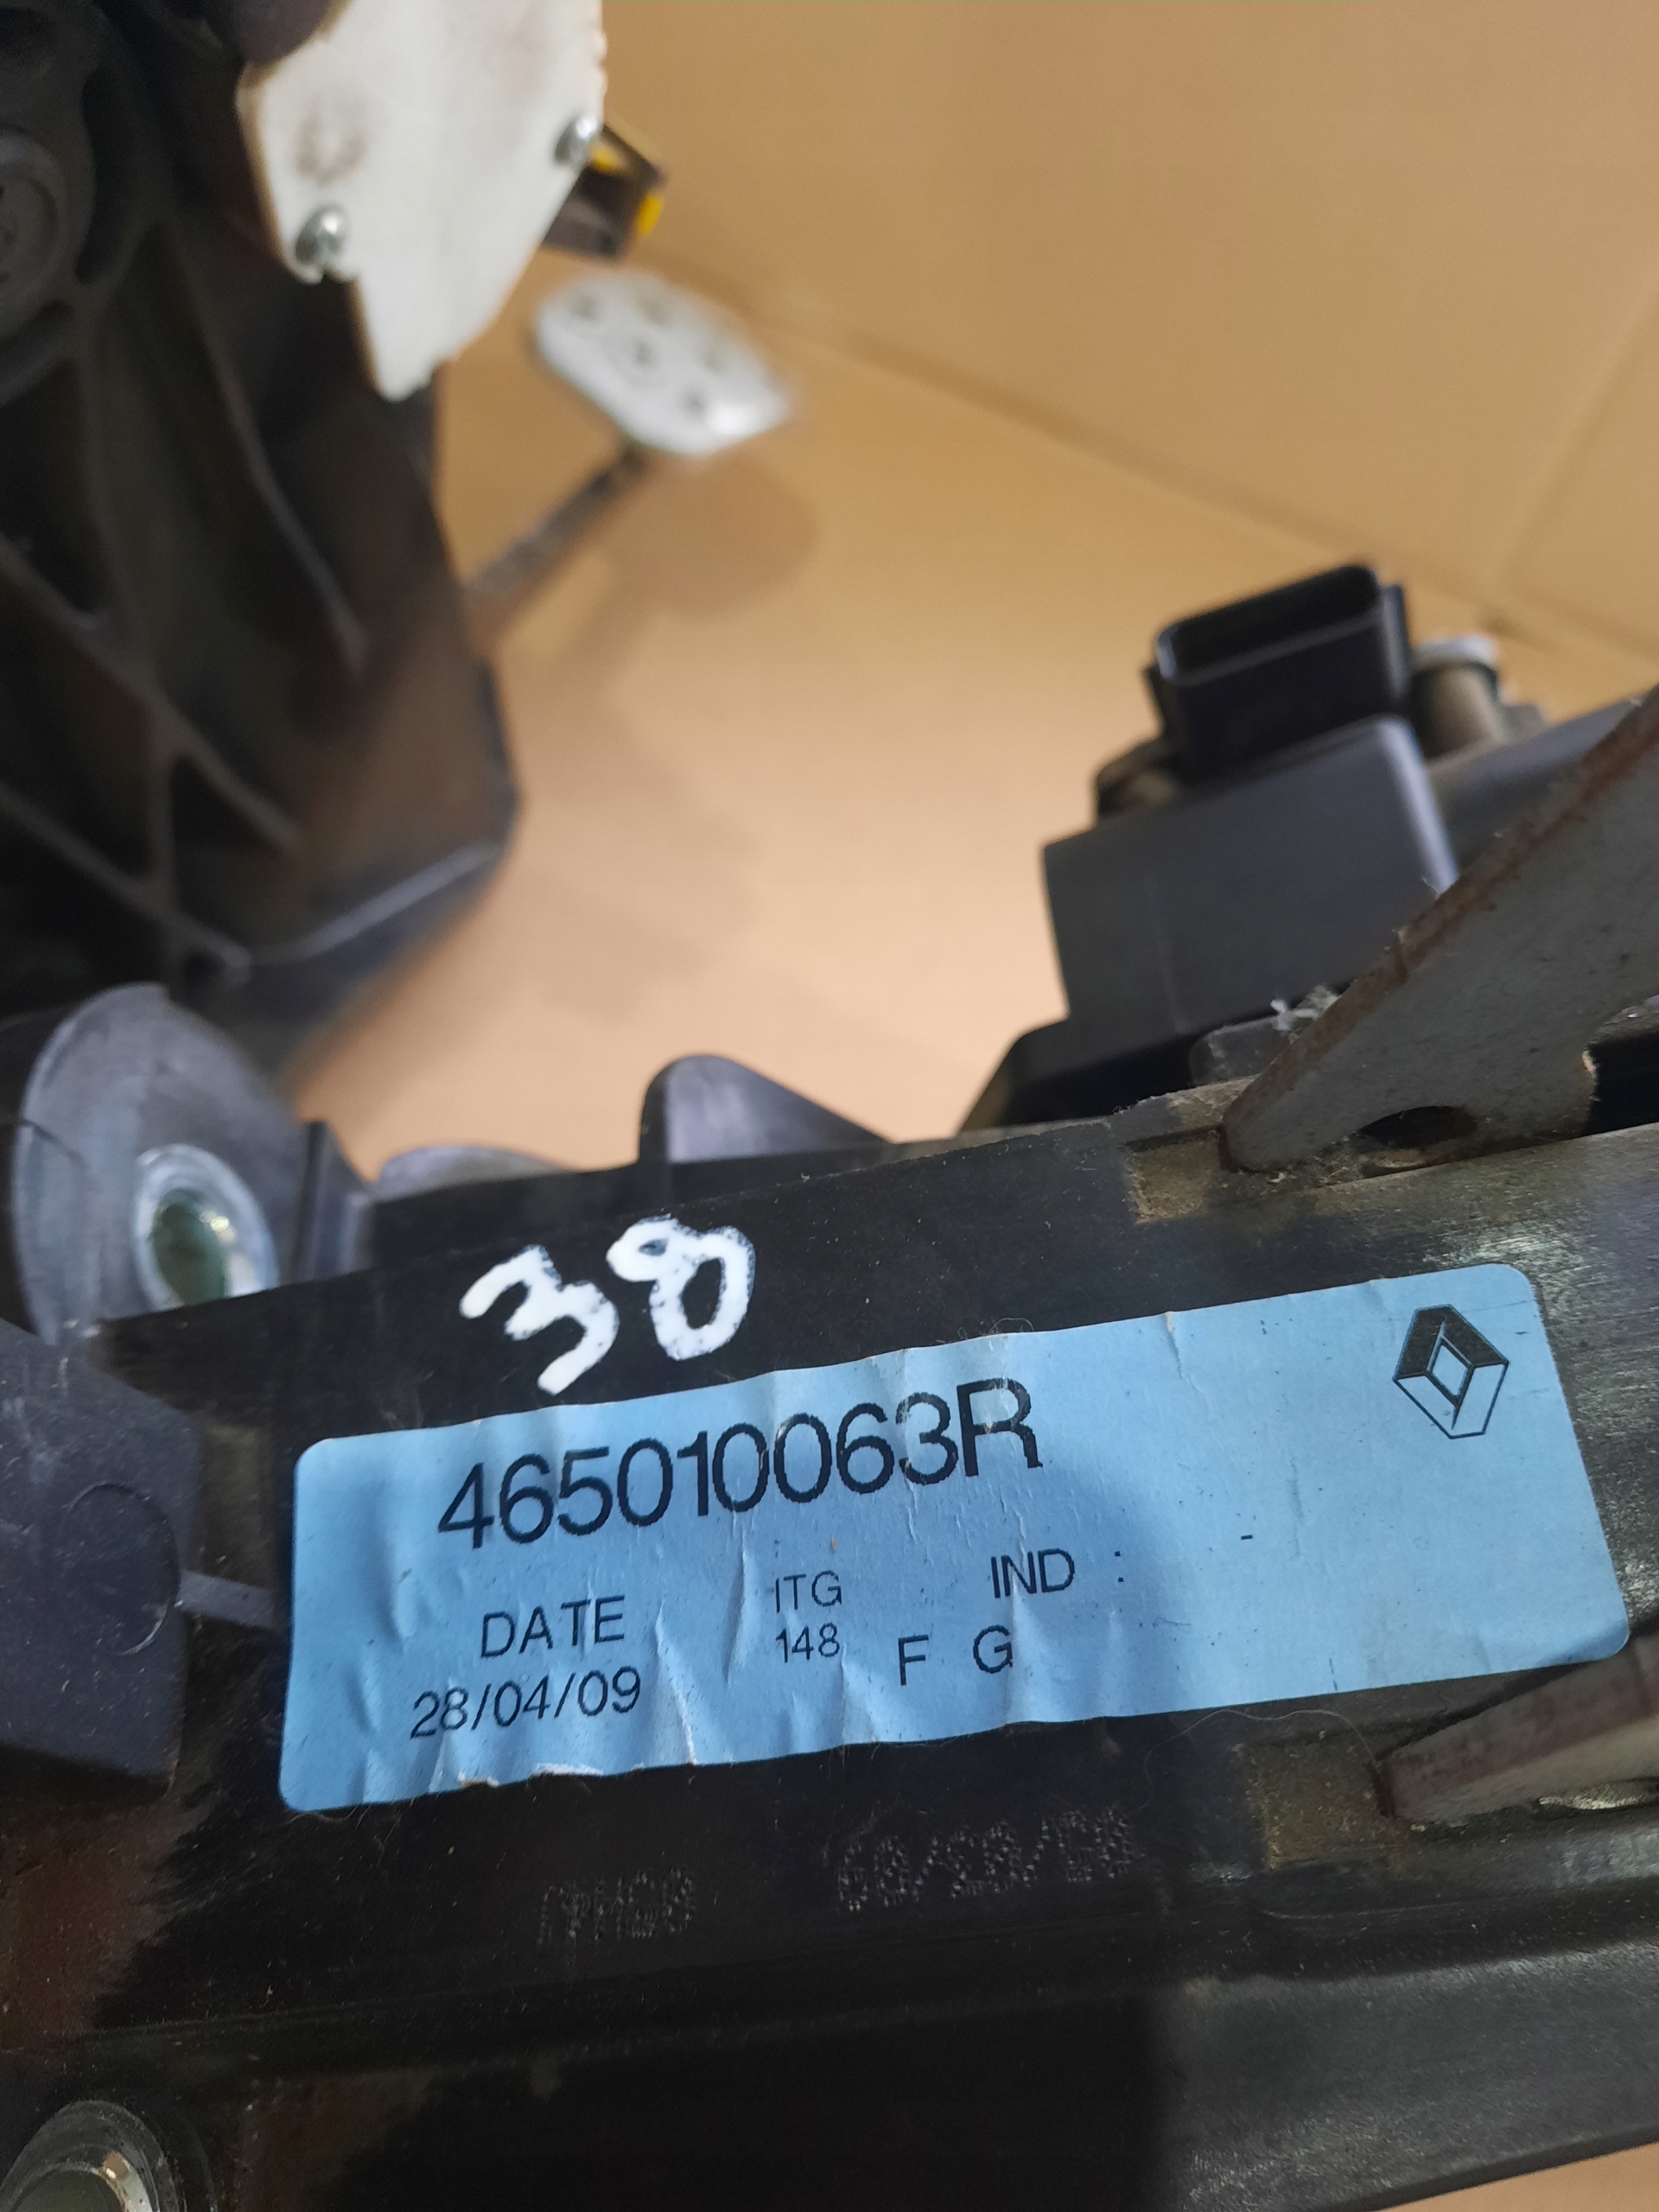 38
465010063R
DATE ITG IND : -
28/04/09 148 F G